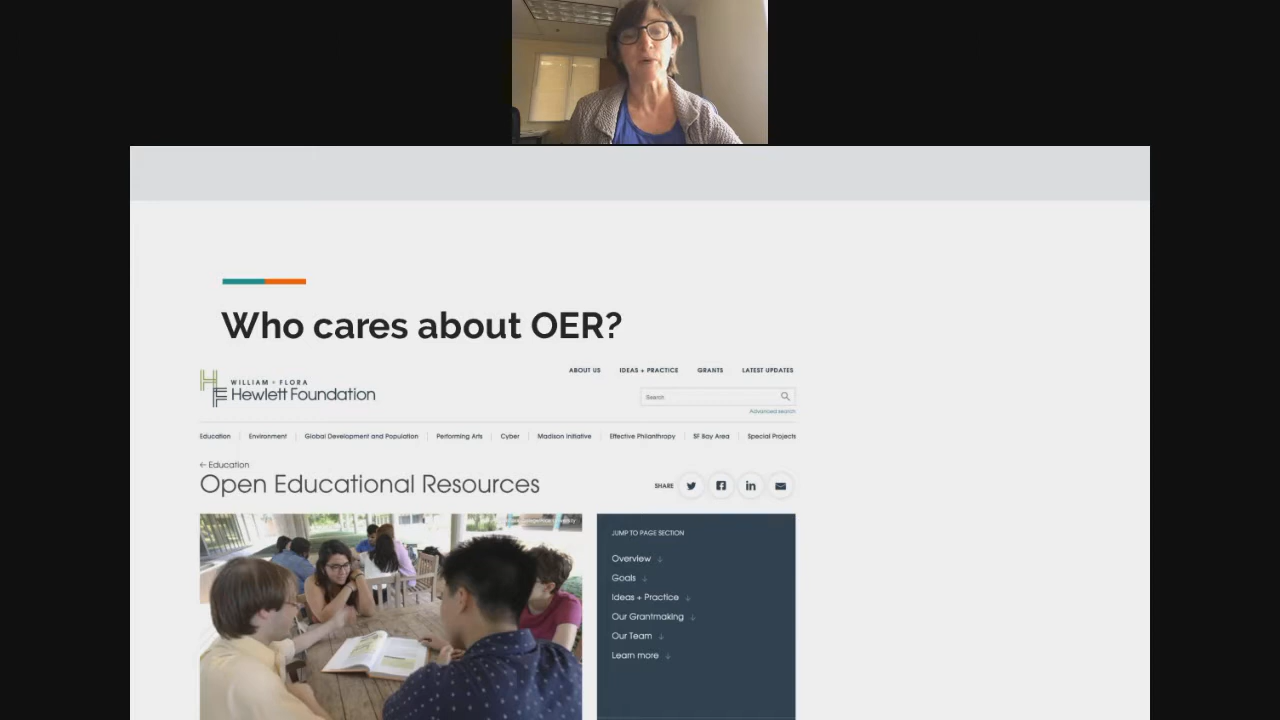 Who cares about OER?
ABOUT US IDEAS + PRACTICE GRANTS LATEST UPDATES
WILLIAM + FLORA
Hewlett Foundation
Search
Advanced search
Education Environment Global Development and Population Performing Arts Cyber Madison Initiative Effective Philanthropy SF Bay Area Special Projects
← Education
Open Educational Resources
SHARE
JUMP TO PAGE SECTION
Overview ↓
Goals ↓
Ideas + Practice ↓
Our Grantmaking ↓
Our Team ↓
Learn more ↓